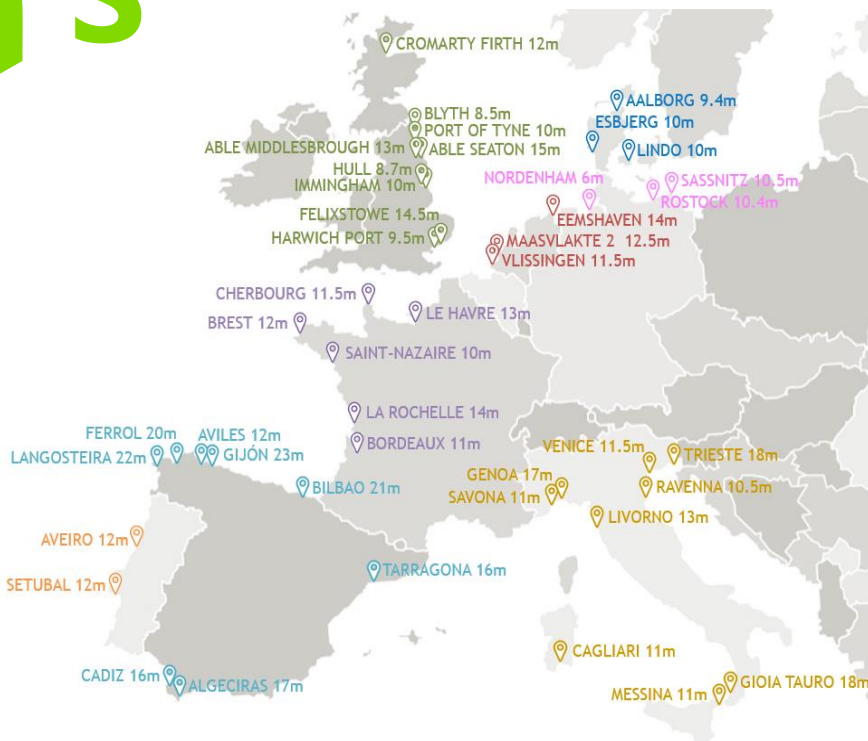 S
CROMARTY FIRTH 12m
AALBORG 9.4m
BLYTH 8.5m
ESBJERG 10m
PORT OF TYNE 10m
ABLE MIDDLESBROUGH 13m
ABLE SEATON 15m
LINDO 10m
HULL 8.7m
IMMINGHAM 10m
NORDENHAM 6m
SASSNITZ 10.5m
ROSTOCK 10.4m
FELIXSTOWE 14.5m
EEMSHAVEN 14m
HARWICH PORT 9.5m
MAASVLAKTE 2 12.5m
VLISSINGEN 11.5m
CHERBOURG 11.5m
LE HAVRE 13m
BREST 12m
SAINT-NAZAIRE 10m
LA ROCHELLE 14m
FERROL 20m
AVILES 12m
BORDEAUX 11m
VENICE 11.5m
LANGOSTEIRA 22m
GIJÓN 23m
TRIESTE 18m
GENOA 17m
BILBAO 21m
SAVONA 11m
RAVENNA 10.5m
LIVORNO 13m
AVEIRO 12m
TARRAGONA 16m
SETUBAL 12m
CAGLIARI 11m
CADIZ 16m
ALGECIRAS 17m
GIOIA TAURO 18m
MESSINA 11m